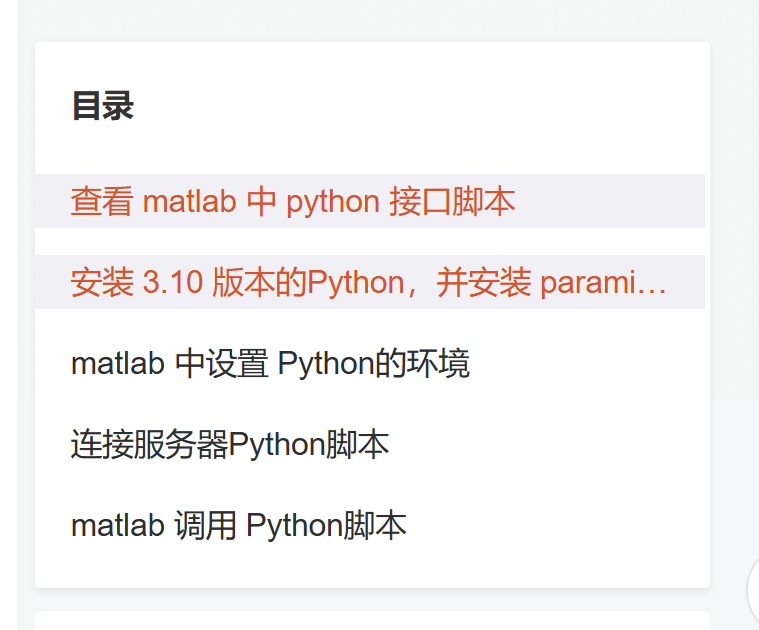 目录
查看 matlab 中 python 接口脚本
安装 3.10 版本的Python，并安装 parami…
matlab 中设置 Python的环境
连接服务器Python脚本
matlab 调用 Python脚本